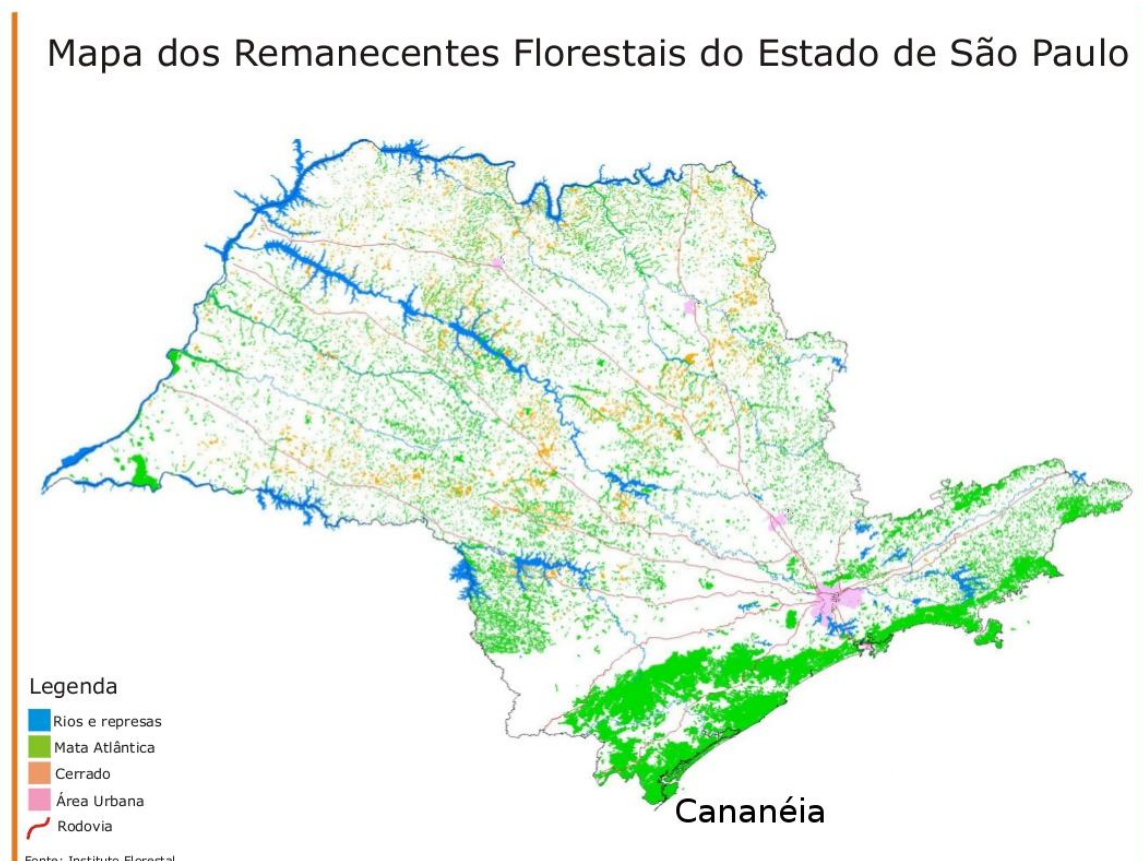 Mapa dos Remanecentes Florestais do Estado de São Paulo
Cananéia
Legenda
Rios e represas
Mata Atlântica
Cerrado
Área Urbana
Rodovia
Fonte: Instituto Florestal